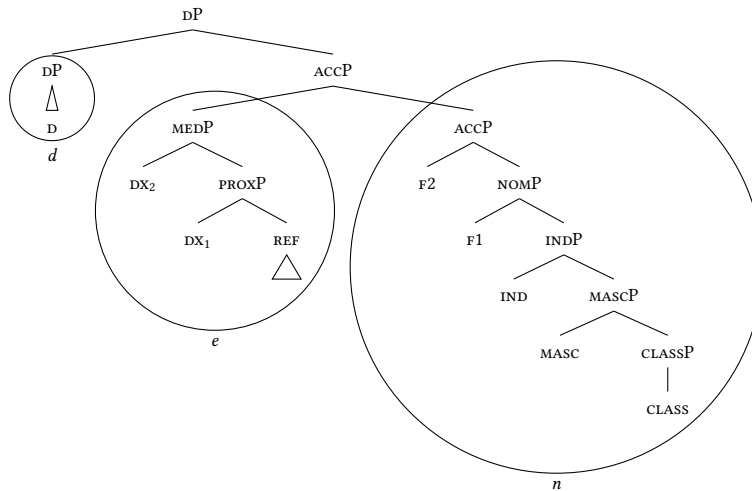 DP
DP ACCP
D
d MEDP ACCP
DX₂ PROXP F2 NOMP
DX₁ REF F1 INDP
IND MASCP
e
MASC CLASSP
CLASS
n